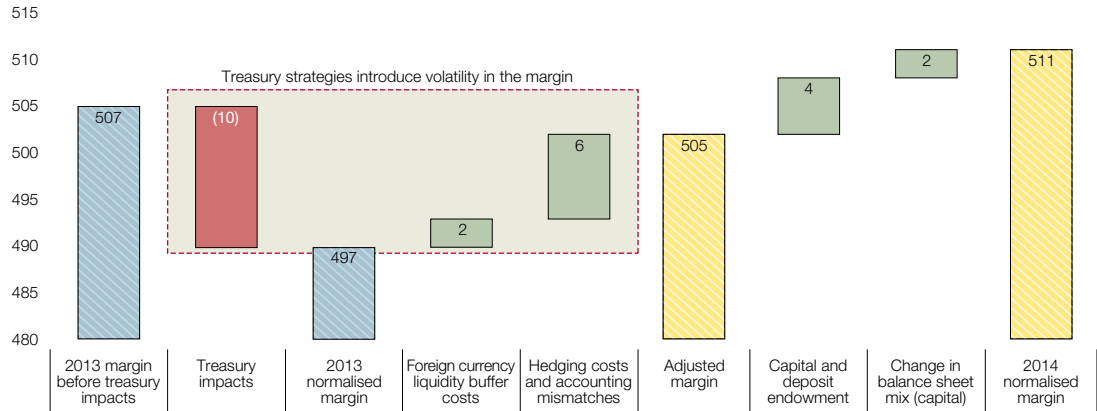 515
510
505
500
495
490
485
480
Treasury strategies introduce volatility in the margin
507
(10)
497
2
6
505
4
2
511
2013 margin
before treasury
impacts
Treasury
impacts
2013
normalised
margin
Foreign currency
liquidity buffer
costs
Hedging costs
and accounting
mismatches
Adjusted
margin
Capital and
deposit
endowment
Change in
balance sheet
mix (capital)
2014
normalised
margin